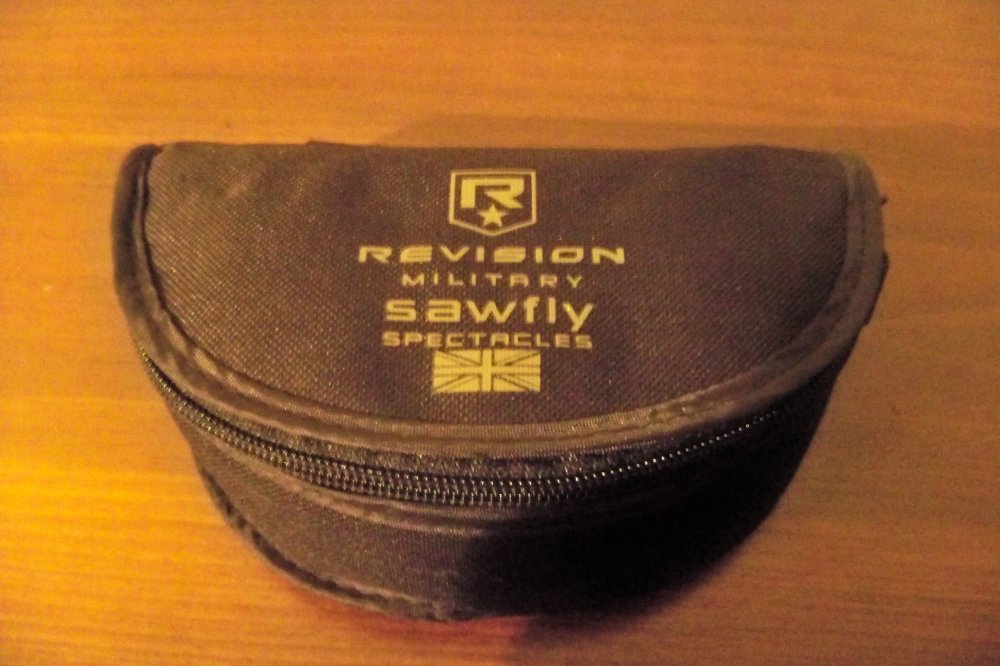 R
REVISION
MILITARY
sawfly
SPECTACLES